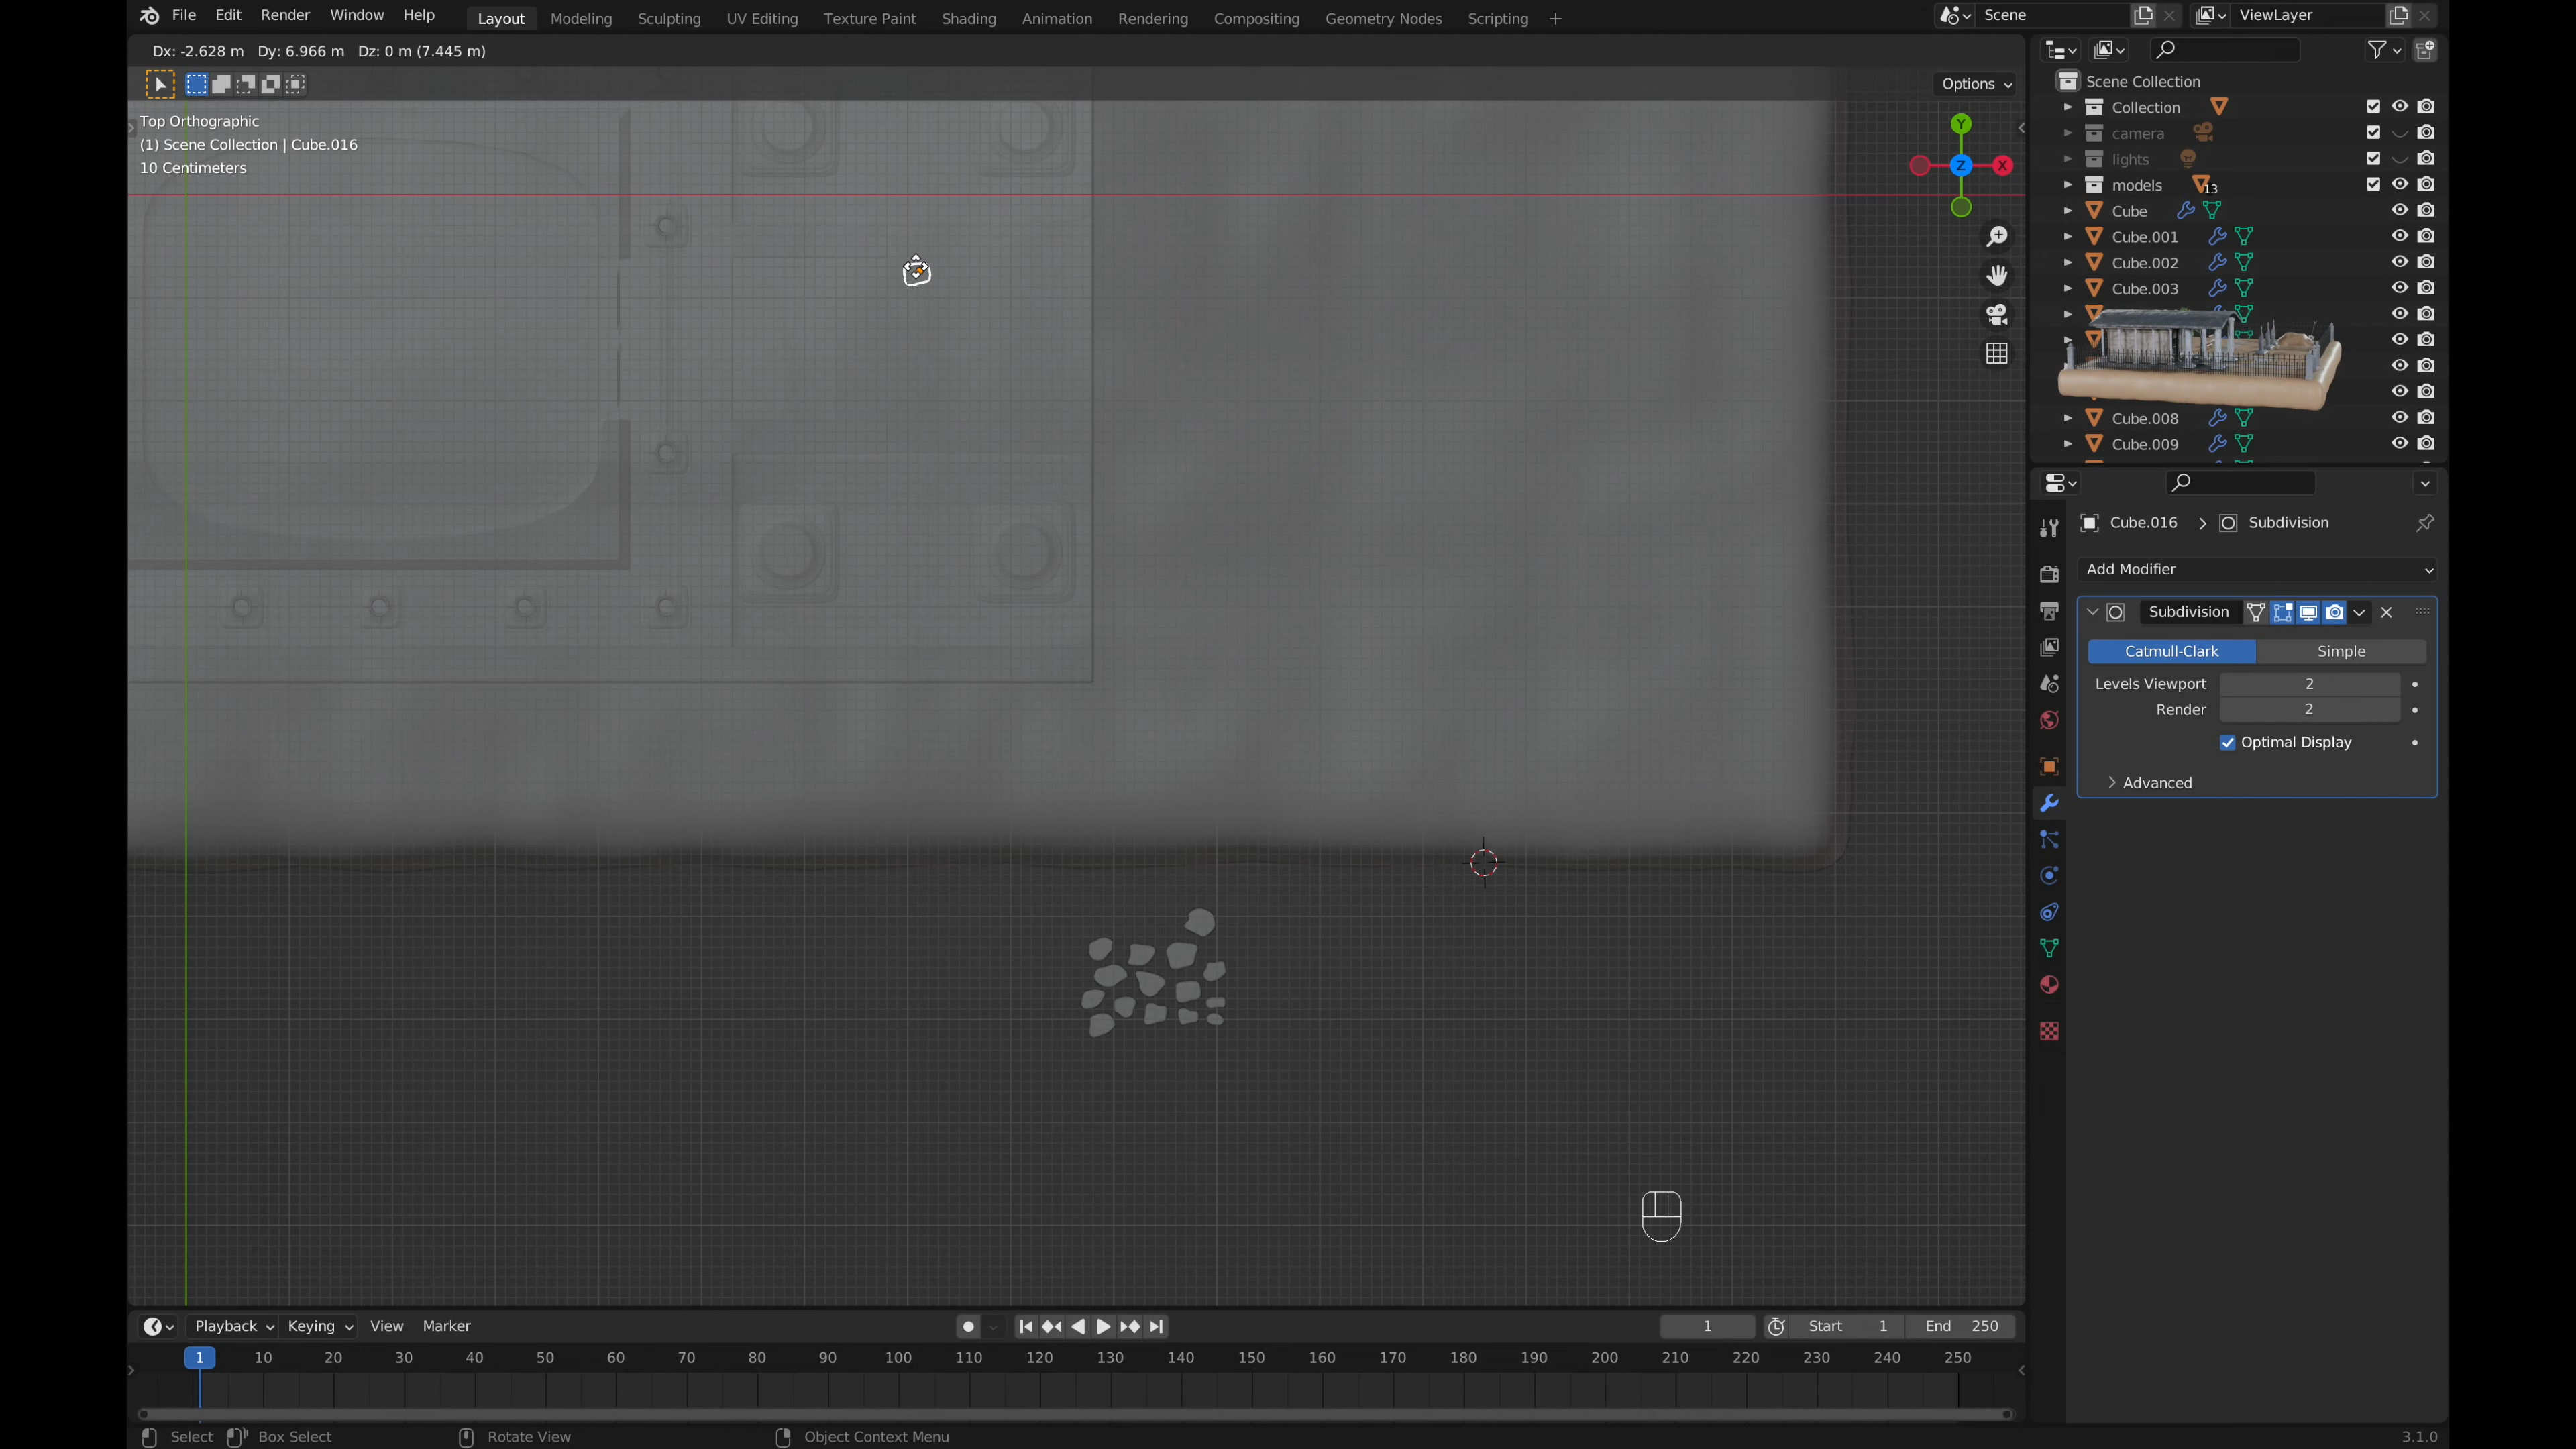 File Edit Render Window Help Layout Modeling Sculpting UV Editing Texture Paint Shading Animation Rendering Compositing Geometry Nodes Scripting + Scene ViewLayer
Dx: -2.628 m Dy: 6.966 m Dz: 0 m (7.445 m)
Options
Top Orthographic
(1) Scene Collection | Cube.016
10 Centimeters
Y
X
Z
Scene Collection
Collection
camera
lights
models 13
Cube
Cube.001
Cube.002
Cube.003
Cube.008
Cube.009
Cube.016 Subdivision
Add Modifier
Subdivision
Catmull-Clark Simple
Levels Viewport 2
Render 2
Optimal Display
Advanced
Playback Keying View Marker 1 Start 1 End 250
1 10 20 30 40 50 60 70 80 90 100 110 120 130 140 150 160 170 180 190 200 210 220 230 240 250
Select Box Select Rotate View Object Context Menu 3.1.0